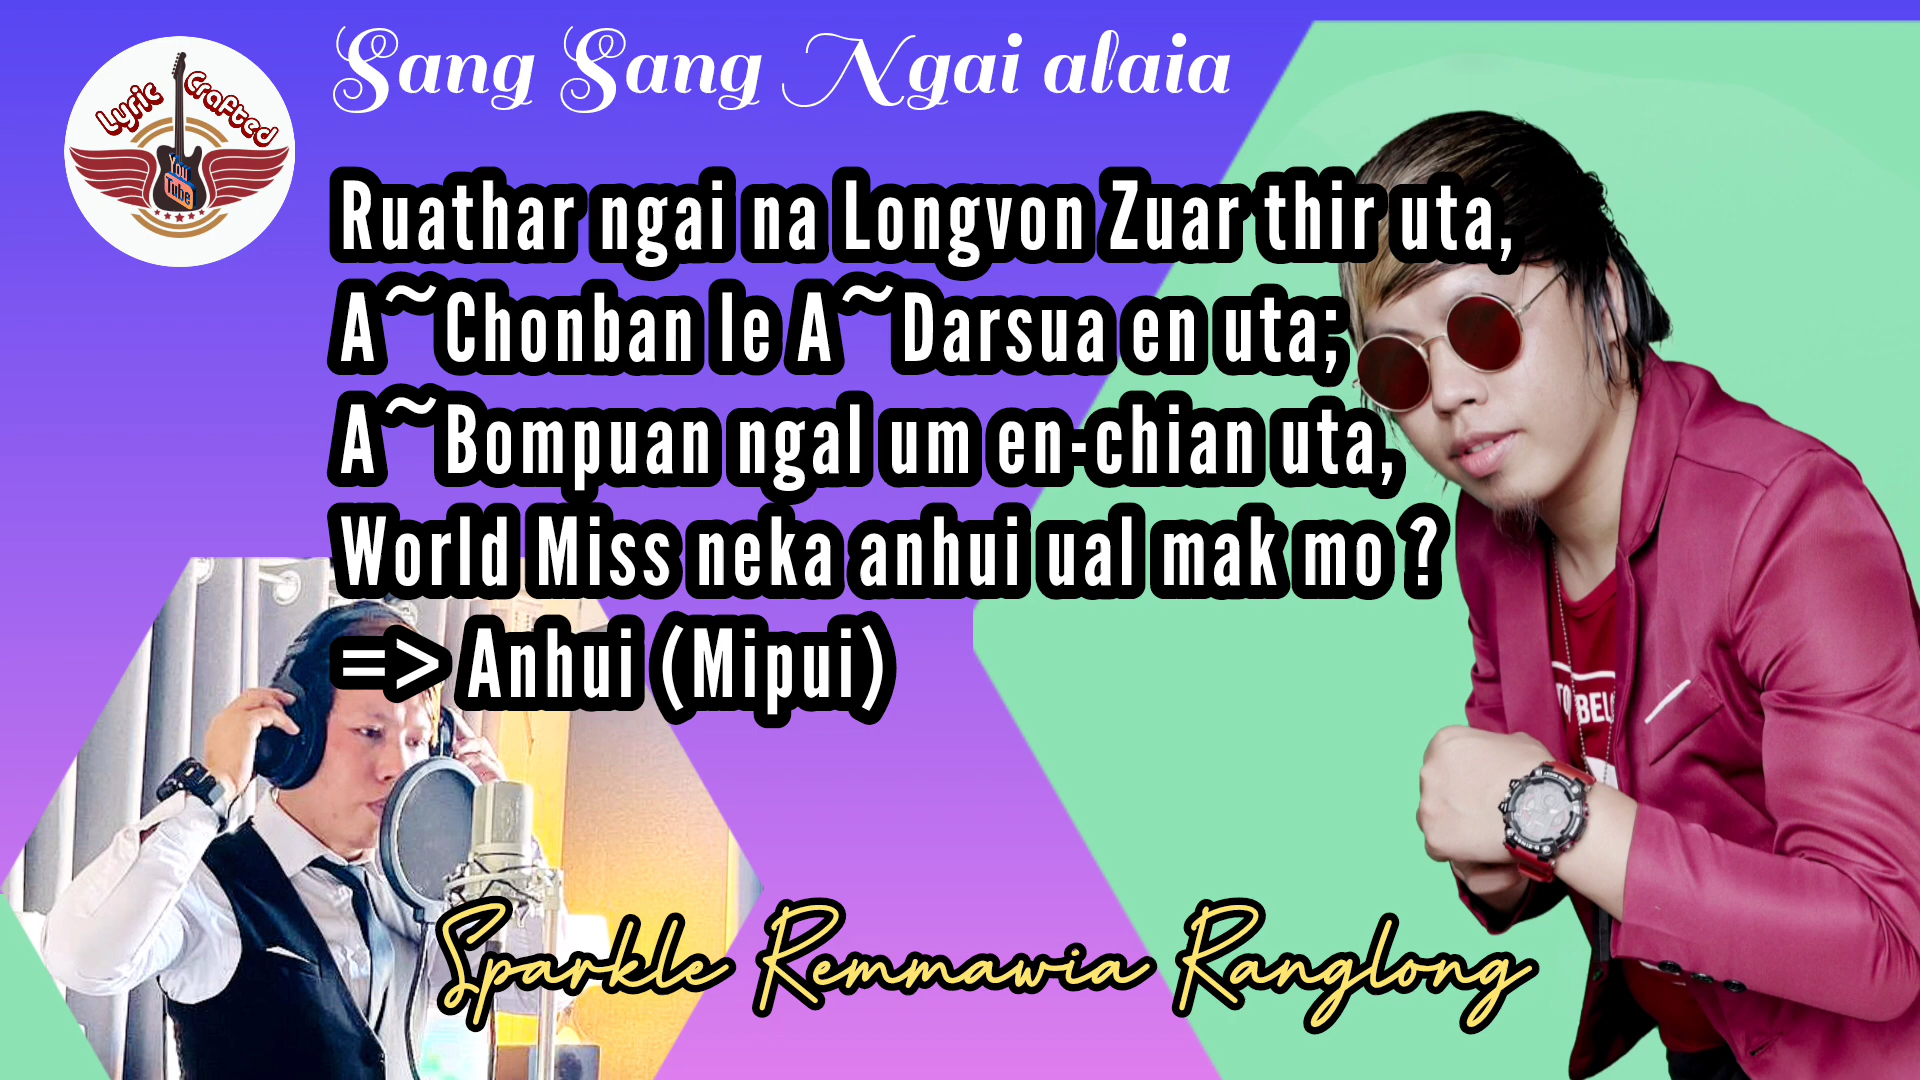 Lyric Crafted
You
Tube
Sang Sang Ngai alaia
Ruathar ngai na Longvon Zuar thir uta,
A~Chonban le A~Darsua en uta;
A~Bompuan ngal um en-chian uta,
World Miss neka anhui ual mak mo ?
=> Anhui (Mipui)
Sparkle Remmawia Ranglong